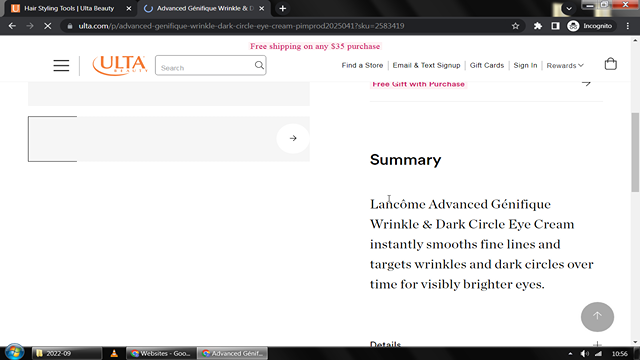 Hair Styling Tools | Ulta Beauty
Advanced Génifique Wrinkle & D
ulta.com/p/advanced-genifique-wrinkle-dark-circle-eye-cream-pimprod2025041?sku=2583419
Incognito
Free shipping on any $35 purchase
ULTA
BEAUTY
Search
Find a Store
Email & Text Signup
Gift Cards
Sign In
Rewards
Free Gift with Purchase
Summary
Lancôme Advanced Génifique
Wrinkle & Dark Circle Eye Cream
instantly smooths fine lines and
targets wrinkles and dark circles over
time for visibly brighter eyes.
Details
2022-09
Websites - Goo...
Advanced Génif...
10:56